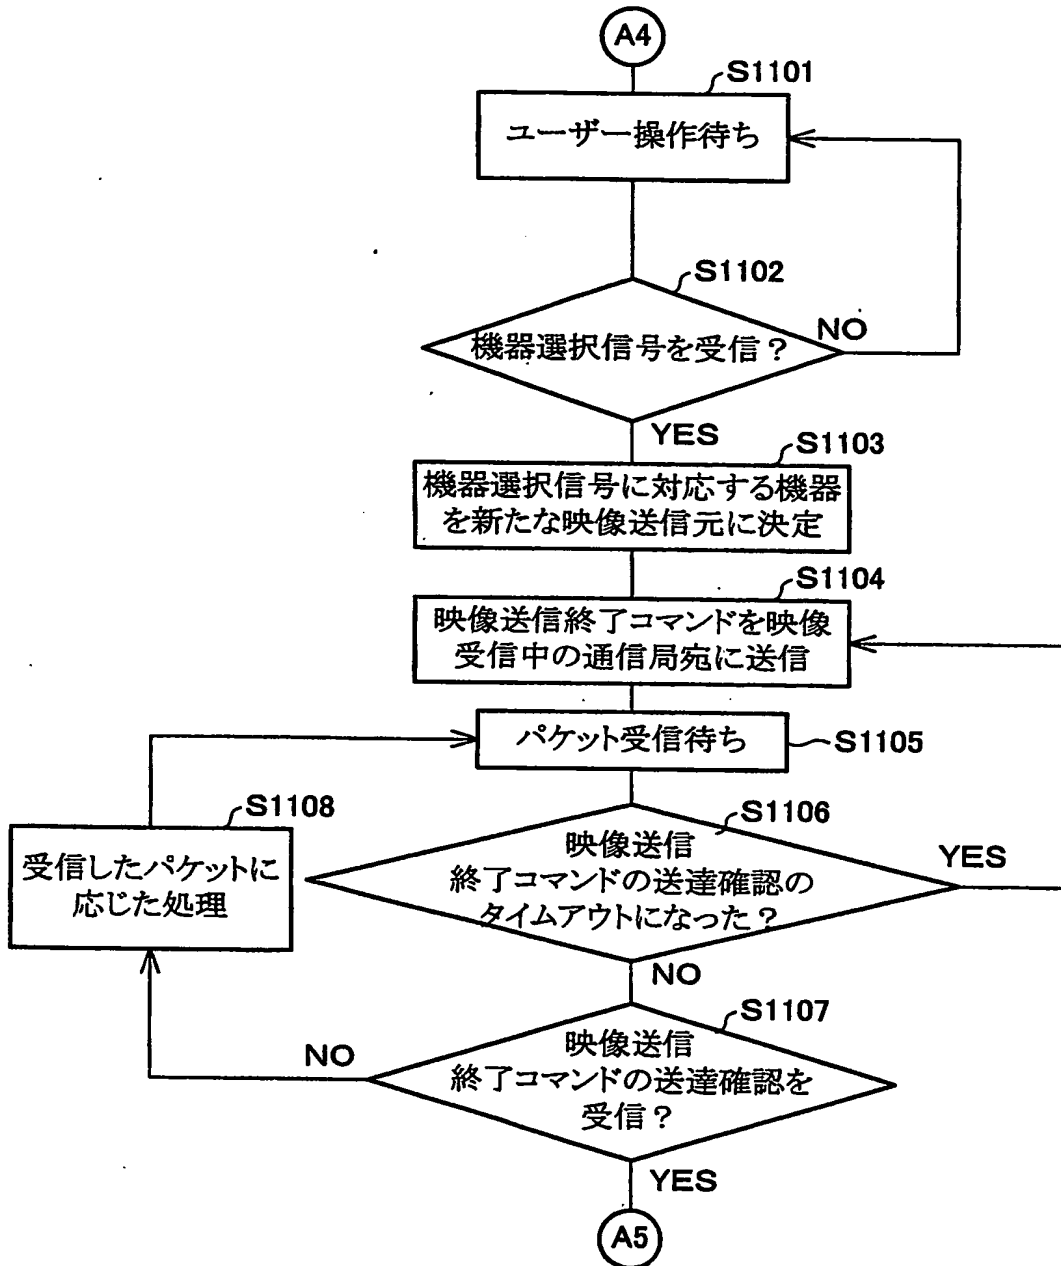 A4
S1101
ユーザー操作待ち
S1102
機器選択信号を受信？
NO
YES
S1103
機器選択信号に対応する機器
を新たな映像送信元に決定
S1104
映像送信終了コマンドを映像
受信中の通信局宛に送信
パケット受信待ち
S1105
S1108
受信したパケットに
応じた処理
S1106
映像送信
終了コマンドの送達確認の
タイムアウトになった？
YES
NO
S1107
映像送信
終了コマンドの送達確認を
受信？
NO
YES
A5